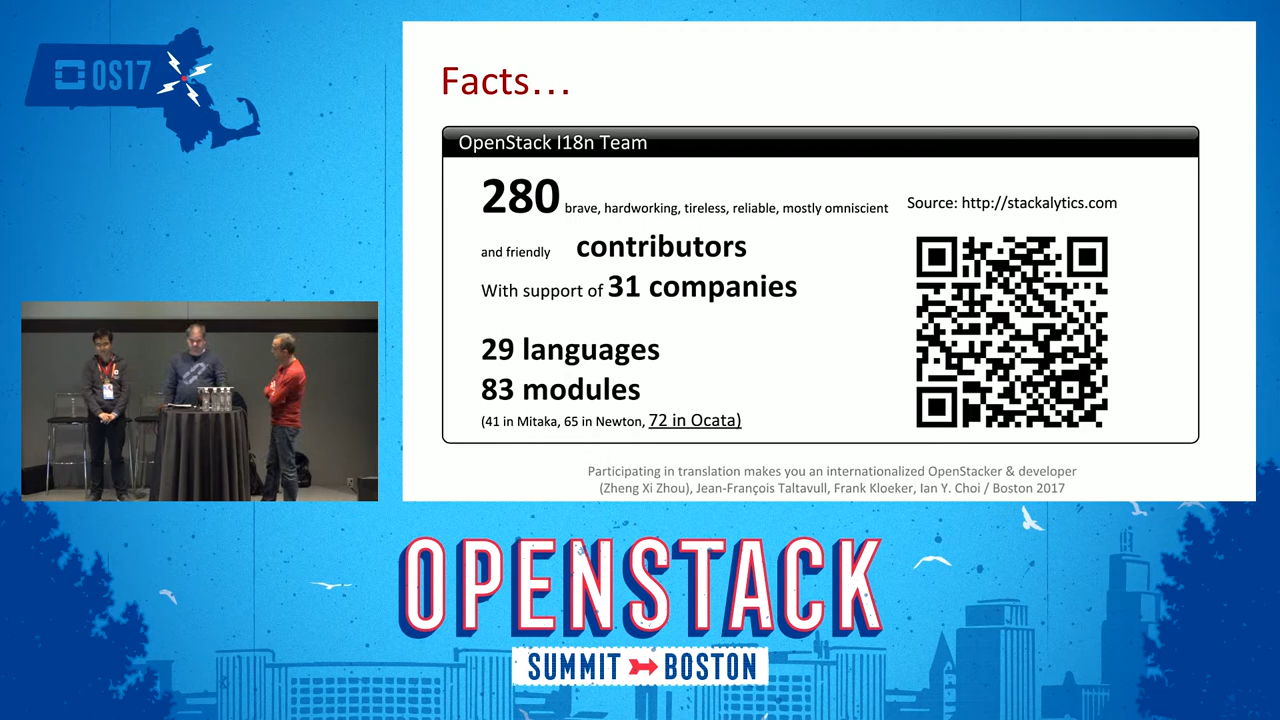 OS17
Facts…
OpenStack I18n Team
280 brave, hardworking, tireless, reliable, mostly omniscient
and friendly contributors
With support of 31 companies
29 languages
83 modules
(41 in Mitaka, 65 in Newton, 72 in Ocata)
Source: http://stackalytics.com
Participating in translation makes you an internationalized OpenStacker & developer
(Zheng Xi Zhou), Jean-François Taltavull, Frank Kloeker, Ian Y. Choi / Boston 2017
OPENSTACK
SUMMIT BOSTON